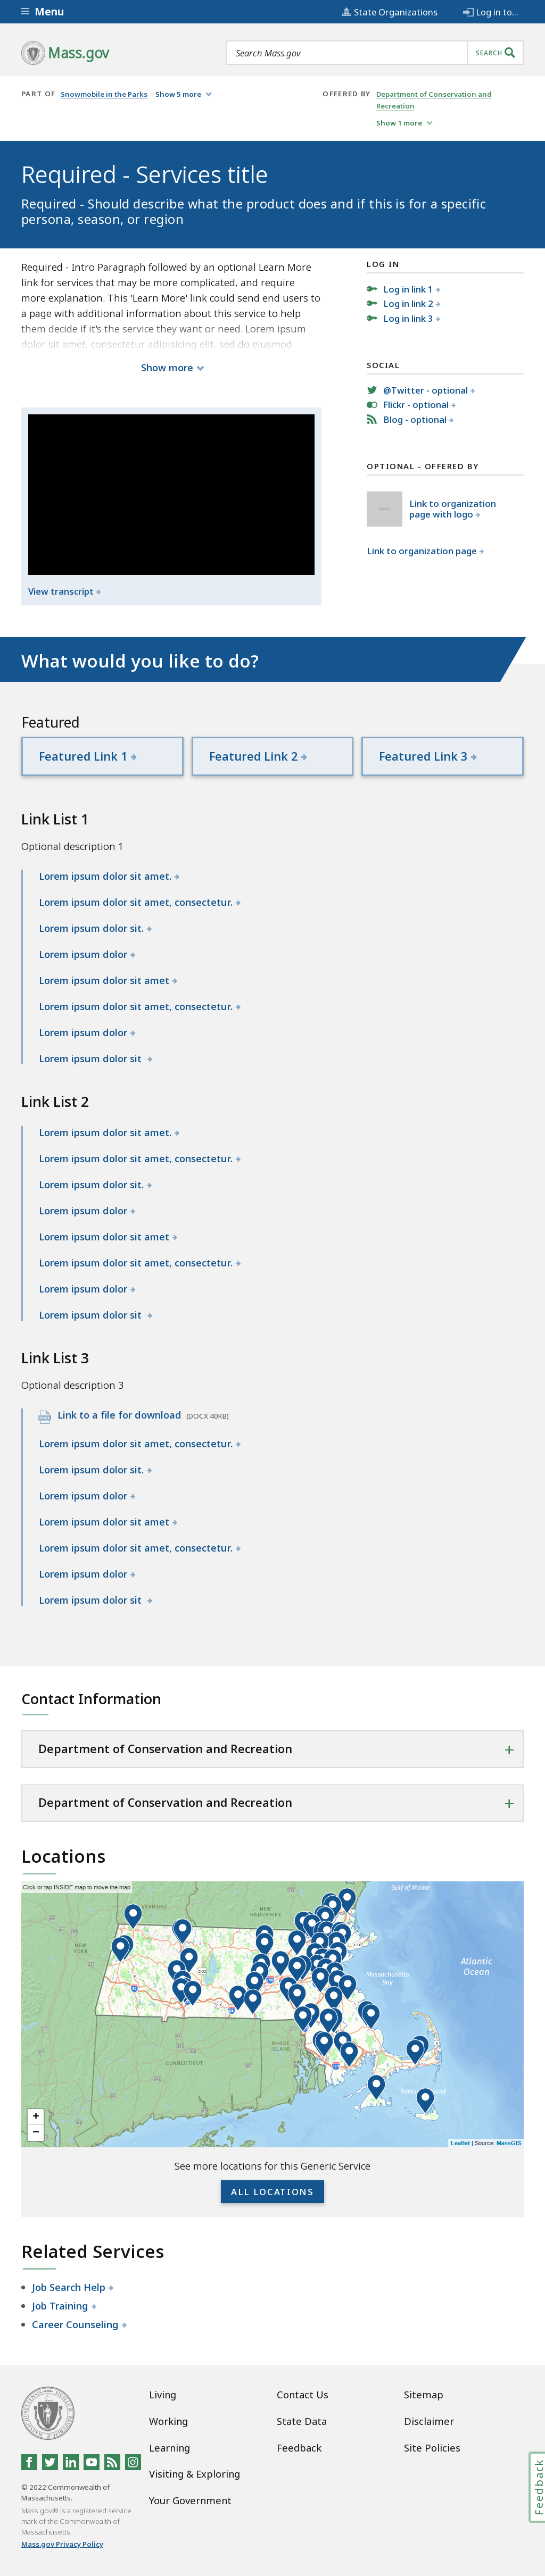 Menu
State Organizations
Log in to...
Mass.gov
Search Mass.gov
SEARCH
PART OF
Snowmobile in the Parks
Show 5 more
OFFERED BY
Department of Conservation and
Recreation
Show 1 more
Required - Services title
Required - Should describe what the product does and if this is for a specific
persona, season, or region
Required - Intro Paragraph followed by an optional Learn More
link for services that may be more complicated, and require
more explanation. This 'Learn More' link could send end users to
a page with additional information about this service to help
them decide if it's the service they want or need. Lorem ipsum
dolor sit amet, consectetur adipisicing elit, sed do eiusmod
Show more
View transcript
LOG IN
Log in link 1
Log in link 2
Log in link 3
SOCIAL
@Twitter - optional
Flickr - optional
Blog - optional
OPTIONAL - OFFERED BY
Link to organization
page with logo
Link to organization page
What would you like to do?
Featured
Featured Link 1
Featured Link 2
Featured Link 3
Link List 1
Optional description 1
Lorem ipsum dolor sit amet.
Lorem ipsum dolor sit amet, consectetur.
Lorem ipsum dolor sit.
Lorem ipsum dolor
Lorem ipsum dolor sit amet
Lorem ipsum dolor sit amet, consectetur.
Lorem ipsum dolor
Lorem ipsum dolor sit
Link List 2
Lorem ipsum dolor sit amet.
Lorem ipsum dolor sit amet, consectetur.
Lorem ipsum dolor sit.
Lorem ipsum dolor
Lorem ipsum dolor sit amet
Lorem ipsum dolor sit amet, consectetur.
Lorem ipsum dolor
Lorem ipsum dolor sit
Link List 3
Optional description 3
Link to a file for download (DOCX 40KB)
Lorem ipsum dolor sit amet, consectetur.
Lorem ipsum dolor sit.
Lorem ipsum dolor
Lorem ipsum dolor sit amet
Lorem ipsum dolor sit amet, consectetur.
Lorem ipsum dolor
Lorem ipsum dolor sit
Contact Information
Department of Conservation and Recreation
Department of Conservation and Recreation
Locations
Click or tap INSIDE map to move the map
Gulf of Maine
VERMONT
NEW
HAMPSHIRE
NEW
YORK
Atlantic
Ocean
Massachusetts
Bay
RHODE
ISLAND
CONNECTICUT
+
−
Leaflet | Source: MassGIS
See more locations for this Generic Service
ALL LOCATIONS
Related Services
Job Search Help
Job Training
Career Counseling
Living
Working
Learning
Visiting & Exploring
Your Government
Contact Us
State Data
Feedback
Sitemap
Disclaimer
Site Policies
© 2022 Commonwealth of
Massachusetts.
Mass.gov® is a registered service
mark of the Commonwealth of
Massachusetts.
Mass.gov Privacy Policy
Feedback